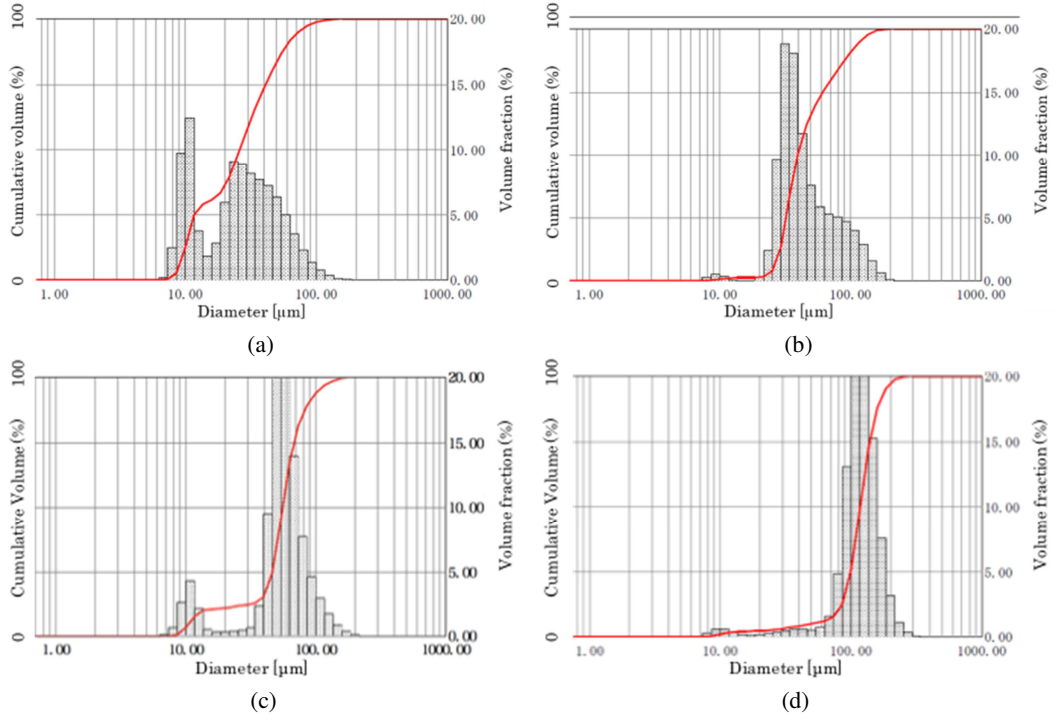 100
Cumulative volume (%)
0
20.00
15.00
10.00
5.00
0.00
Volume fraction (%)
1.00 10.00 100.00 1000.00
Diameter [µm]
(a)
100
Cumulative volume (%)
0
20.00
15.00
10.00
5.00
0.00
Volume fraction (%)
1.00 10.00 100.00 1000.00
Diameter [µm]
(b)
100
Cumulative Volume (%)
0
20.00
15.00
10.00
5.00
0.00
Volume fraction (%)
1.00 10.00 100.00 1000.00
Diameter [µm]
(c)
100
Cumulative Volume (%)
0
20.00
15.00
10.00
5.00
0.00
Volume fraction (%)
1.00 10.00 100.00 1000.00
Diameter [µm]
(d)